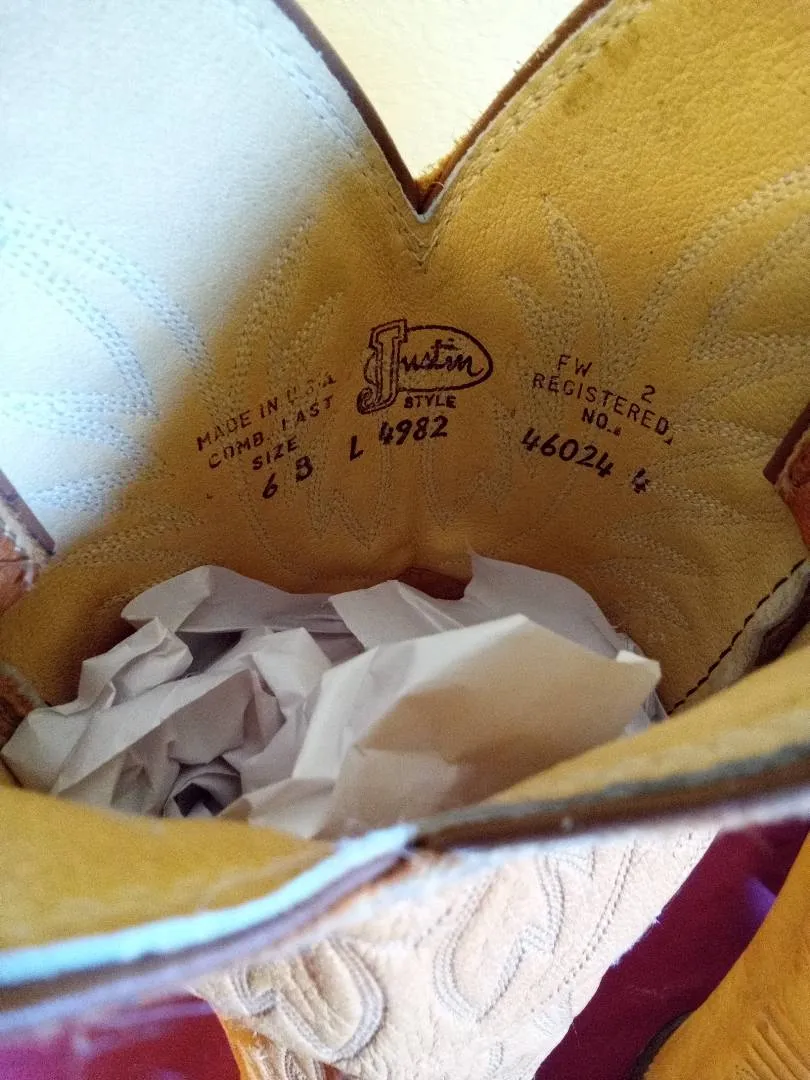 Justin
STYLE
L 4982
MADE IN U.S.A
COMB. LAST
SIZE
6 B
FW 2
REGISTERED
NO.
46024 4